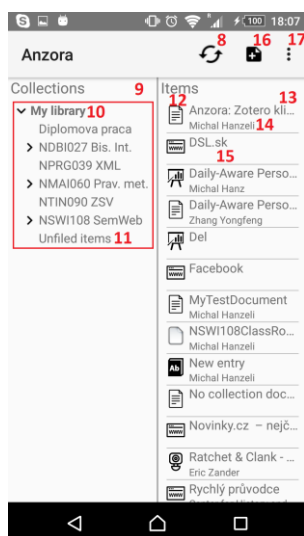 100 18:07
Anzora 8 16 17
Collections 9
My library 10
Diplomova praca
NDBI027 Bis. Int.
NPRG039 XML
NMAI060 Prav. met.
NTIN090 ZSV
NSWI108 SemWeb
Unfiled items 11
Items
12 13
Anzora: Zotero kli...
Michal Hanzeli 14
DSL.sk
15
Daily-Aware Perso...
Michal Hanz
Daily-Aware Perso...
Zhang Yongfeng
Del
Facebook
MyTestDocument
Michal Hanzeli
NSWI108ClassRo...
Michal Hanzeli
New entry
Michal Hanzeli
No collection doc...
Novinky.cz – nejč...
Ratchet & Clank - ...
Eric Zander
Rychlý průvodce